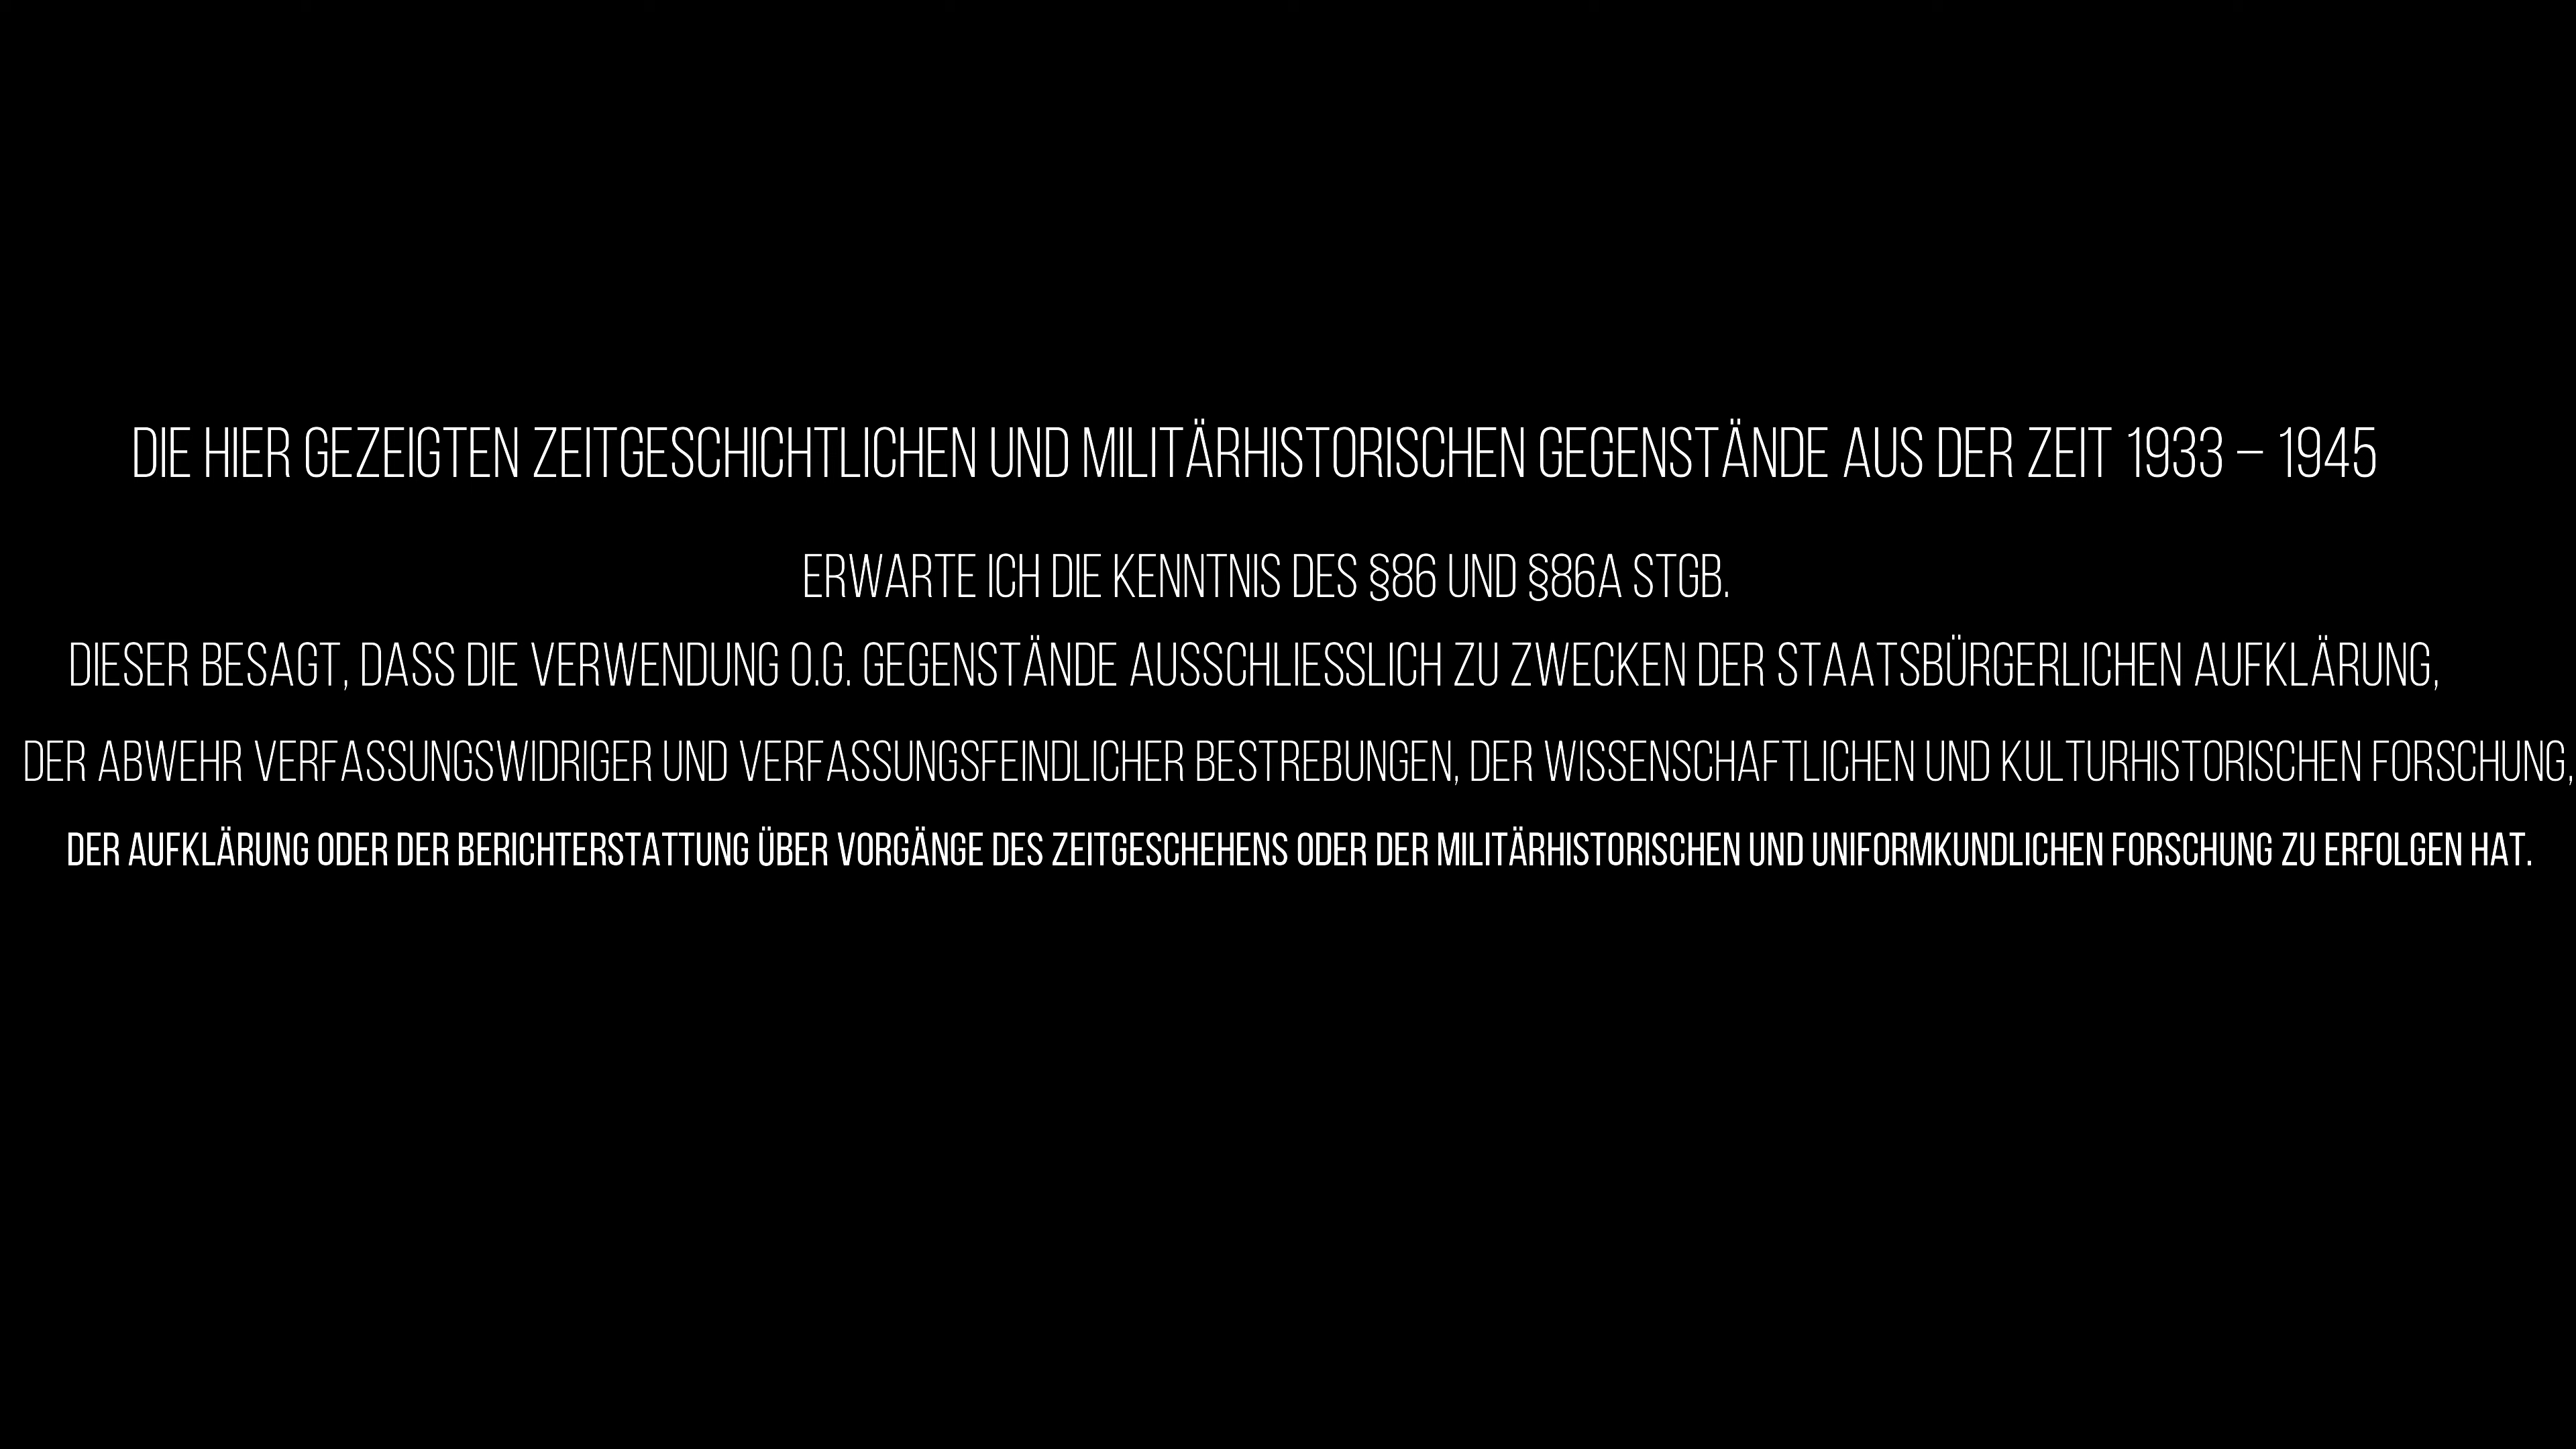 DIE HIER GEZEIGTEN ZEITGESCHICHTLICHEN UND MILITÄRHISTORISCHEN GEGENSTÄNDE AUS DER ZEIT 1933 – 1945
ERWARTE ICH DIE KENNTNIS DES §86 UND §86A STGB.
DIESER BESAGT, DASS DIE VERWENDUNG O.G. GEGENSTÄNDE AUSSCHLIESSLICH ZU ZWECKEN DER STAATSBÜRGERLICHEN AUFKLÄRUNG,
DER ABWEHR VERFASSUNGSWIDRIGER UND VERFASSUNGSFEINDLICHER BESTREBUNGEN, DER WISSENSCHAFTLICHEN UND KULTURHISTORISCHEN FORSCHUNG,
DER AUFKLÄRUNG ODER DER BERICHTERSTATTUNG ÜBER VORGÄNGE DES ZEITGESCHEHENS ODER DER MILITÄRHISTORISCHEN UND UNIFORMKUNDLICHEN FORSCHUNG ZU ERFOLGEN HAT.